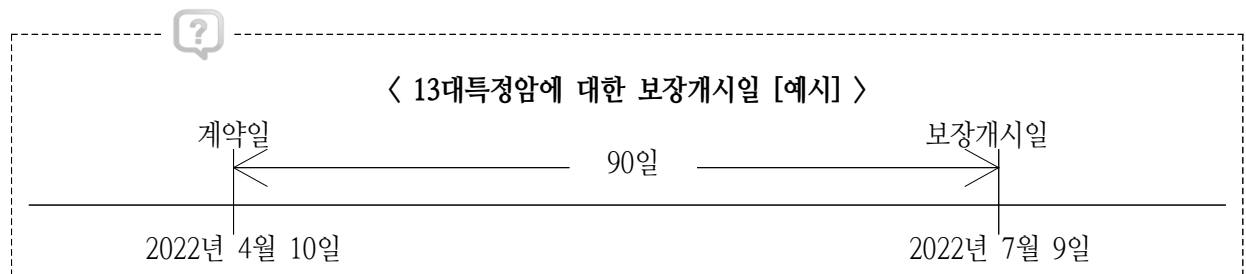 ?
〈 13대특정암에 대한 보장개시일 [예시] 〉
계약일 보장개시일
90일
2022년 4월 10일 2022년 7월 9일